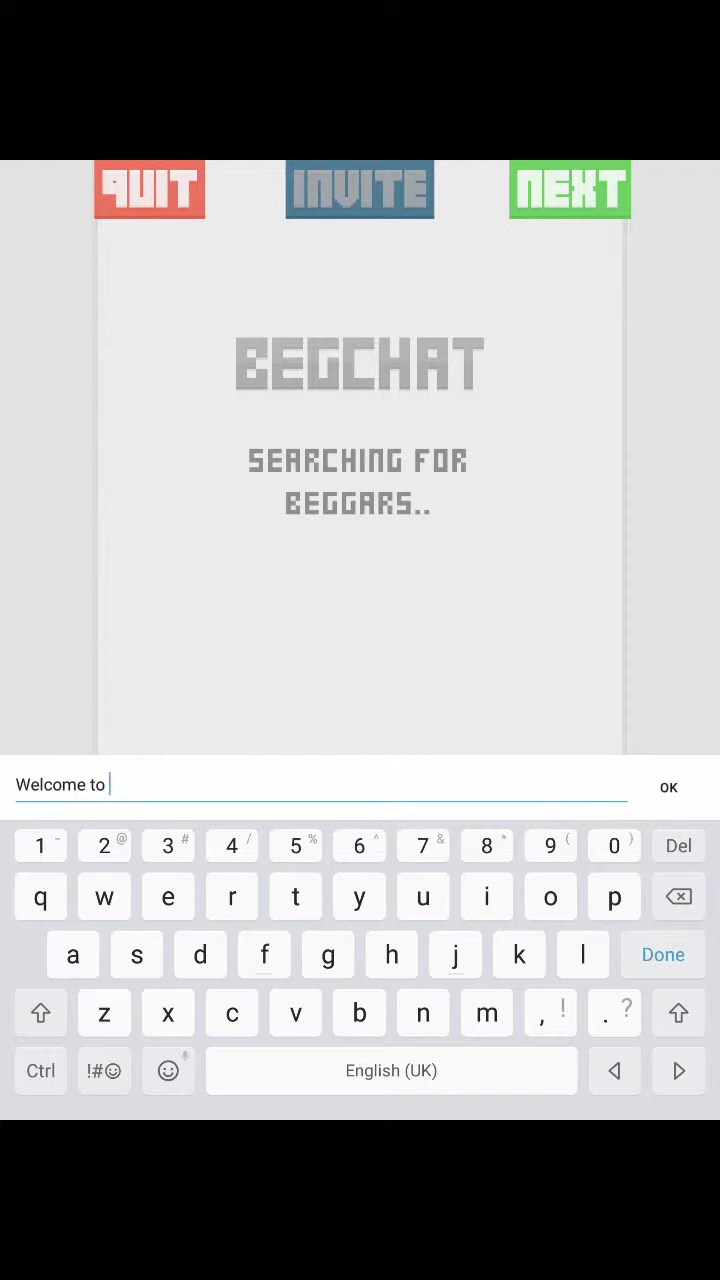 QUIT INVITE NEXT
BEGCHAT
SEARCHING FOR
BEGGARS..
Welcome to
OK
1 - 2 @ 3 # 4 / 5 % 6 ^ 7 & 8 * 9 ( 0 ) Del
q w e r t y u i o p
a s d f g h j k l Done
z x c v b n m , ! . ?
Ctrl !#☺ English (UK)